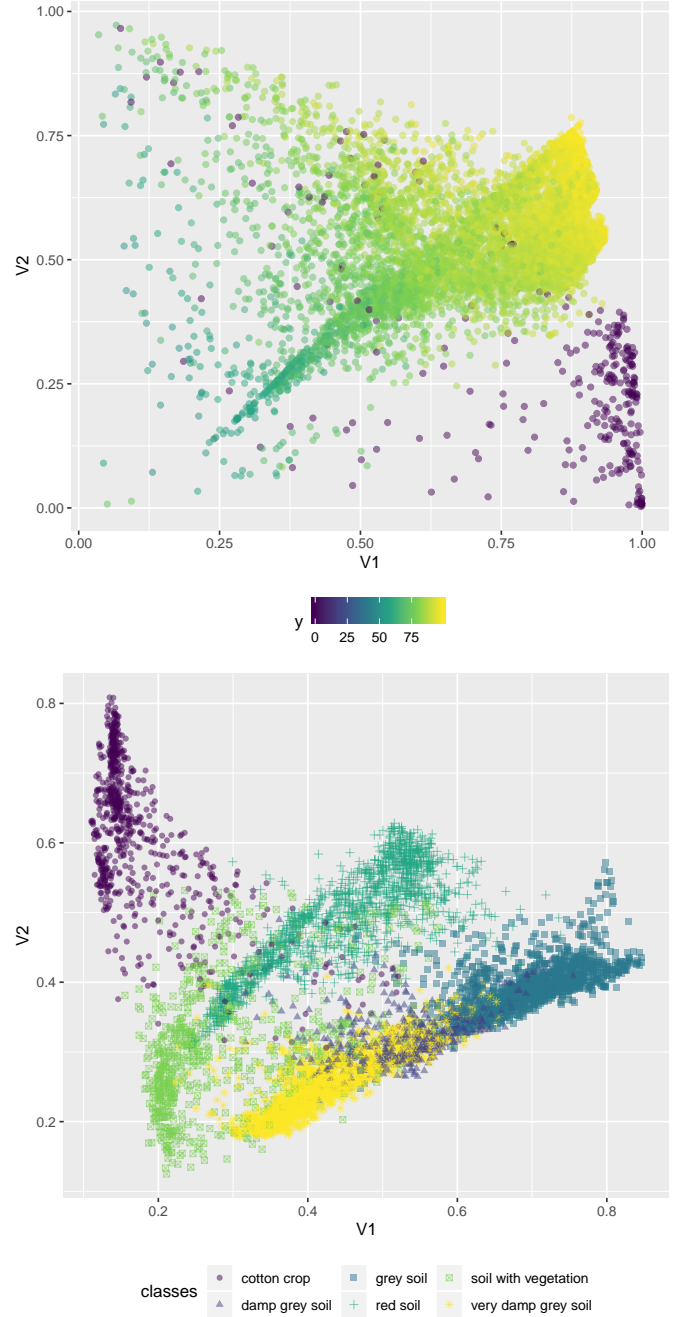 1.00
0.75
0.50
0.25
0.00
V2
0.00 0.25 0.50 0.75 1.00
V1
y
0 25 50 75
0.8
0.6
0.4
0.2
V2
0.2 0.4 0.6 0.8
V1
classes
cotton crop grey soil soil with vegetation
damp grey soil red soil very damp grey soil